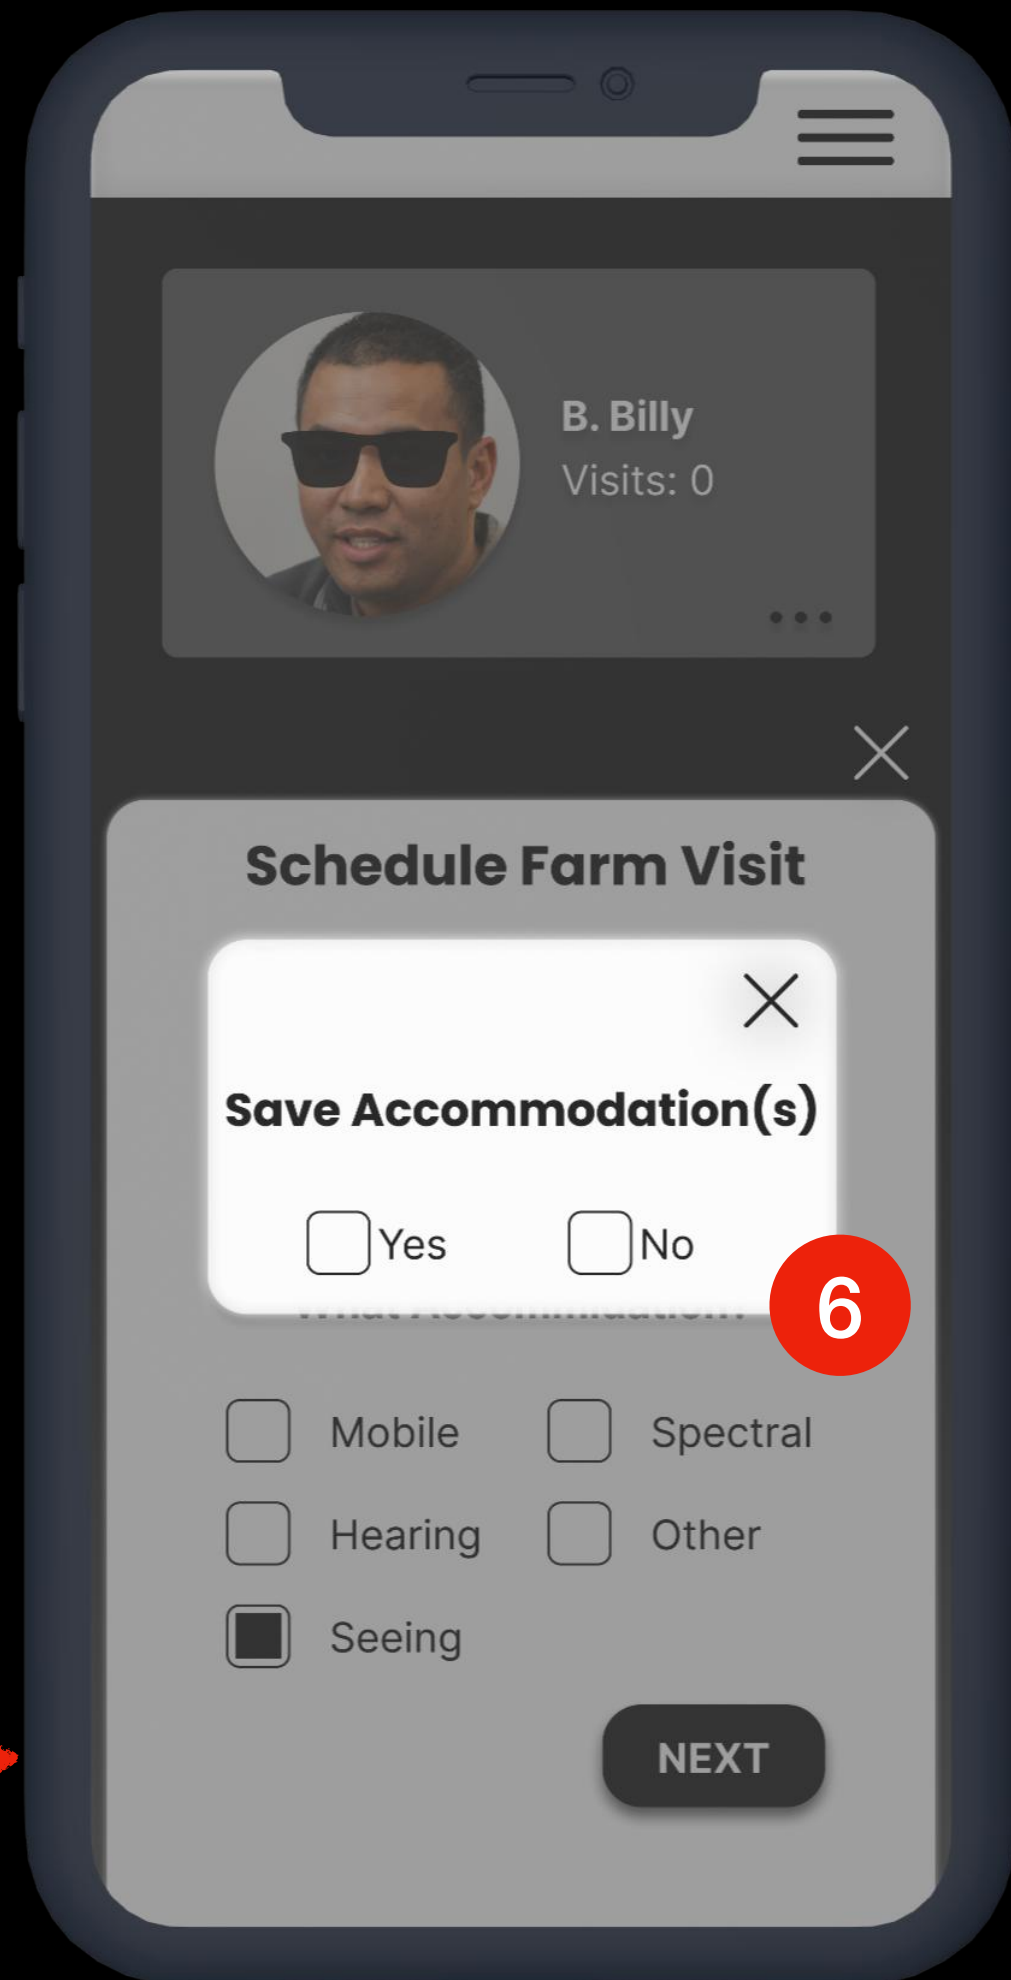 B. Billy
Visits: 0
Schedule Farm Visit
Save Accommodation(s)
Yes No
6
Mobile Spectral
Hearing Other
Seeing
NEXT